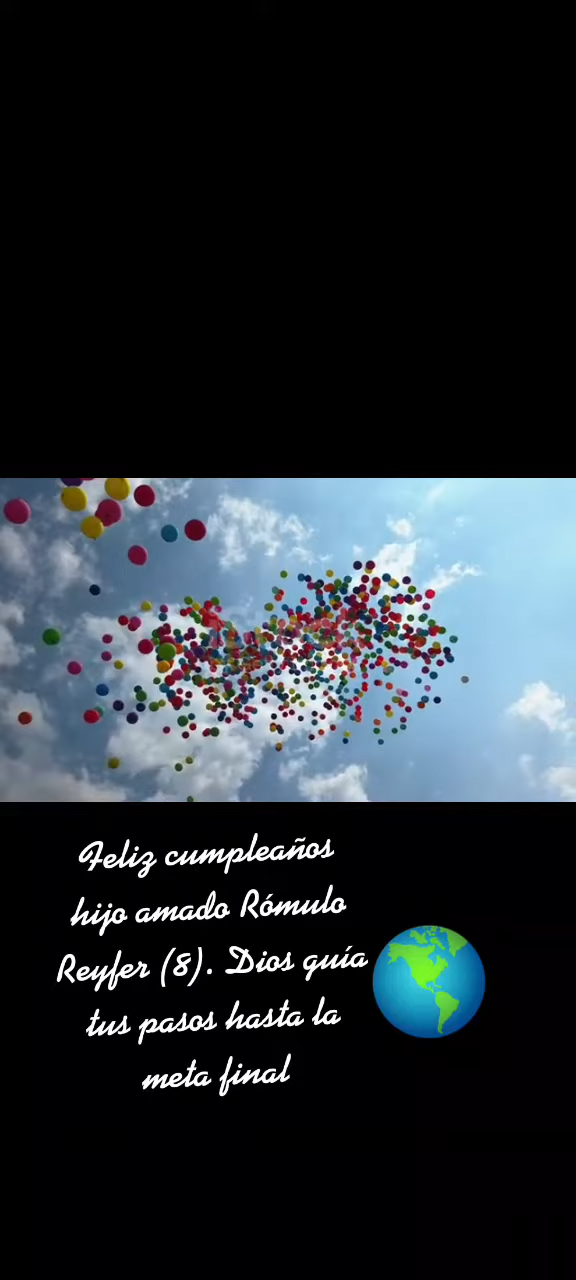 Feliz cumpleaños
hijo amado Rómulo
Reyfer (8). Dios guía
tus pasos hasta la
meta final